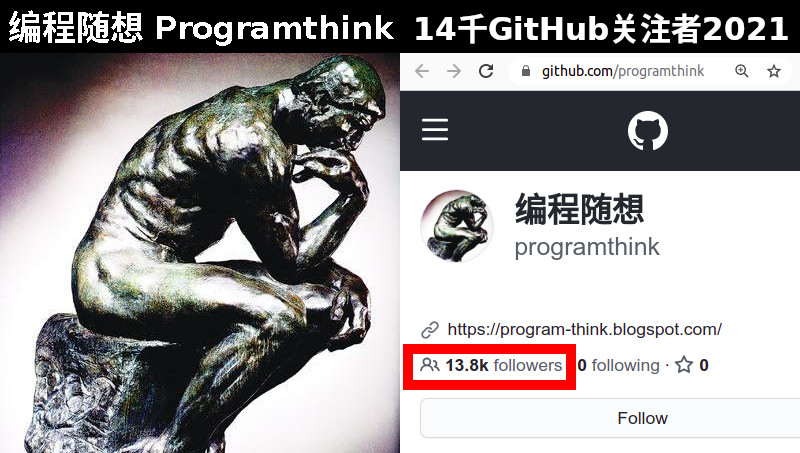 编程随想 Programthink 14千GitHub关注者2021
github.com/programthink
编程随想
programthink
https://program-think.blogspot.com/
13.8k followers 0 following · 0
Follow